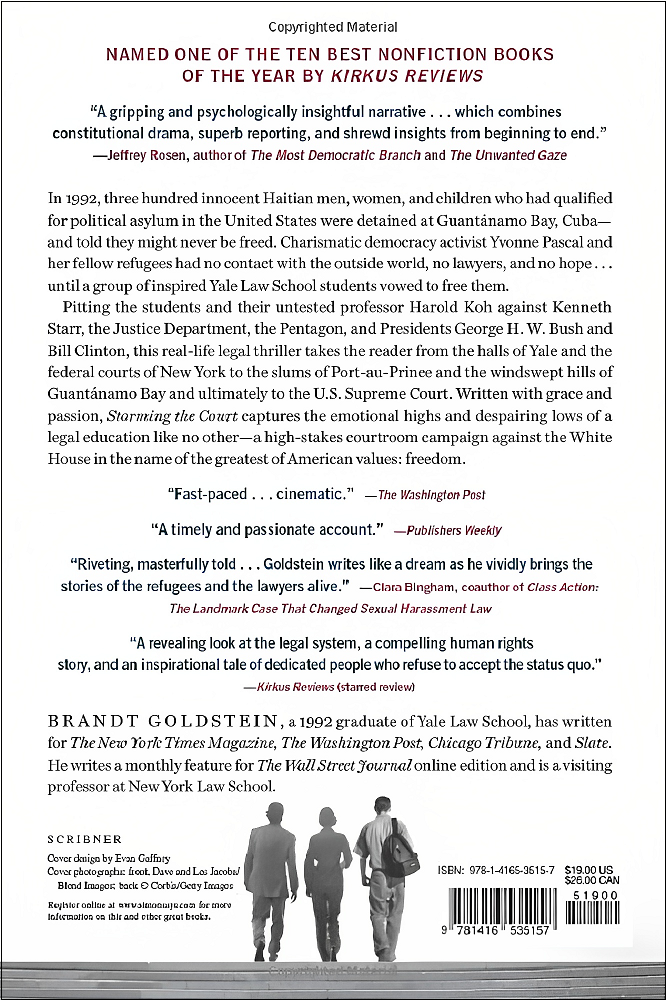 Copyrighted Material
NAMED ONE OF THE TEN BEST NONFICTION BOOKS
OF THE YEAR BY KIRKUS REVIEWS
“A gripping and psychologically insightful narrative . . . which combines
constitutional drama, superb reporting, and shrewd insights from beginning to end.”
—Jeffrey Rosen, author of The Most Democratic Branch and The Unwanted Gaze
In 1992, three hundred innocent Haitian men, women, and children who had qualified
for political asylum in the United States were detained at Guantánamo Bay, Cuba—
and told they might never be freed. Charismatic democracy activist Yvonne Pascal and
her fellow refugees had no contact with the outside world, no lawyers, and no hope . . .
until a group of inspired Yale Law School students vowed to free them.
Pitting the students and their untested professor Harold Koh against Kenneth
Starr, the Justice Department, the Pentagon, and Presidents George H. W. Bush and
Bill Clinton, this real-life legal thriller takes the reader from the halls of Yale and the
federal courts of New York to the slums of Port-au-Prince and the windswept hills of
Guantánamo Bay and ultimately to the U.S. Supreme Court. Written with grace and
passion, Storming the Court captures the emotional highs and despairing lows of a
legal education like no other—a high-stakes courtroom campaign against the White
House in the name of the greatest of American values: freedom.
“Fast-paced . . . cinematic.” —The Washington Post
“A timely and passionate account.” —Publishers Weekly
“Riveting, masterfully told . . . Goldstein writes like a dream as he vividly brings the
stories of the refugees and the lawyers alive.” —Clara Bingham, coauthor of Class Action:
The Landmark Case That Changed Sexual Harassment Law
“A revealing look at the legal system, a compelling human rights
story, and an inspirational tale of dedicated people who refuse to accept the status quo.”
—Kirkus Reviews (starred review)
BRANDT GOLDSTEIN, a 1992 graduate of Yale Law School, has written
for The New York Times Magazine, The Washington Post, Chicago Tribune, and Slate.
He writes a monthly feature for The Wall Street Journal online edition and is a visiting
professor at New York Law School.
SCRIBNER
Cover design by Evan Gaffney
Cover photographs: front, Dave and Les Jacobs/
Blend Images; back © Corbis/Getty Images
Register online at www.simonsays.com for more
information on this and other great books.
ISBN: 978-1-4165-3515-7 $19.00 US
$26.00 CAN
51900
9 781416 535157
Copyrighted Material